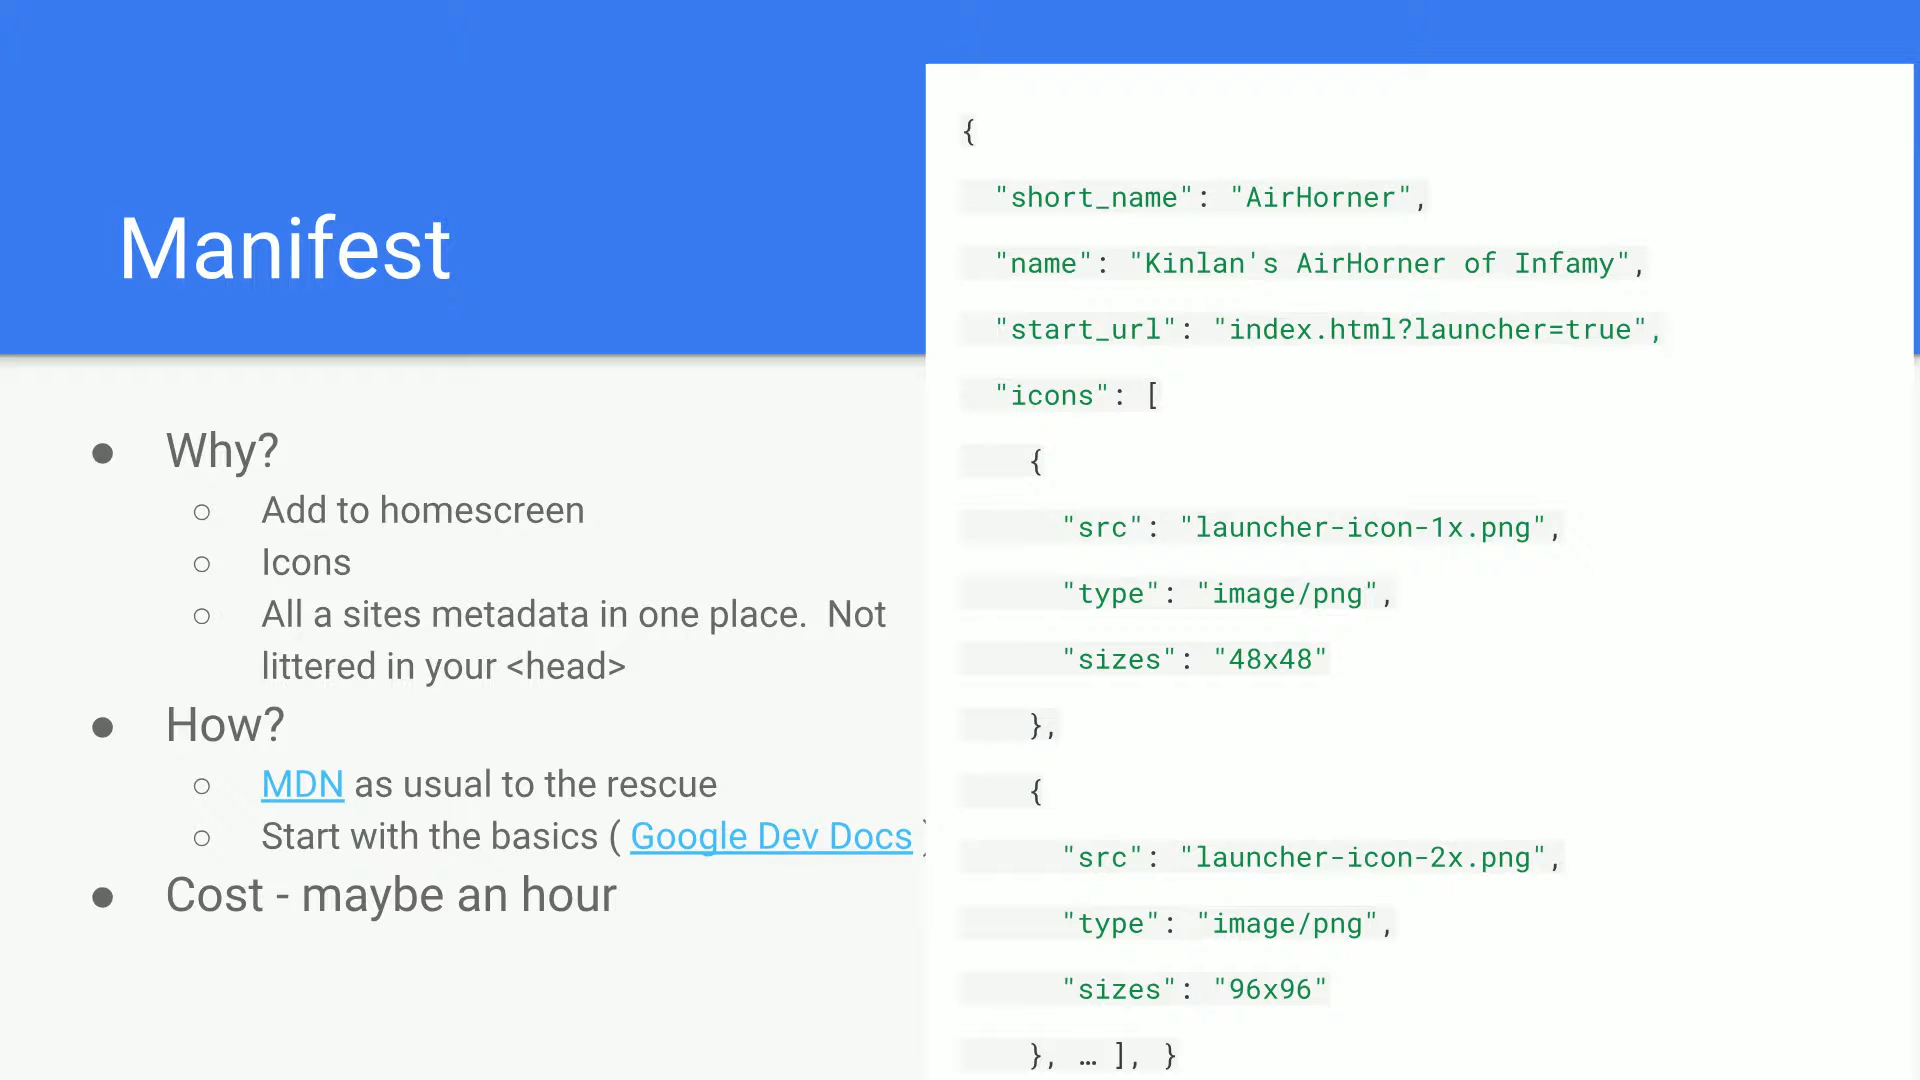 Manifest
● Why?
○ Add to homescreen
○ Icons
○ All a sites metadata in one place.  Not
littered in your <head>
● How?
○ MDN as usual to the rescue
○ Start with the basics ( Google Dev Docs )
● Cost - maybe an hour
{
  "short_name": "AirHorner",
  "name": "Kinlan's AirHorner of Infamy",
  "start_url": "index.html?launcher=true",
  "icons": [
    {
      "src": "launcher-icon-1x.png",
      "type": "image/png",
      "sizes": "48x48"
    },
    {
      "src": "launcher-icon-2x.png",
      "type": "image/png",
      "sizes": "96x96"
    }, … ], }